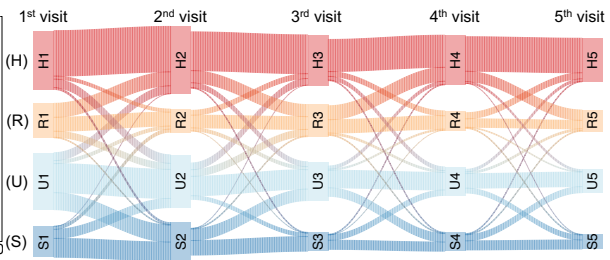 1st visit 2nd visit 3rd visit 4th visit 5th visit
(H) H1 H2 H3 H4 H5
(R) R1 R2 R3 R4 R5
(U) U1 U2 U3 U4 U5
(S) S1 S2 S3 S4 S5